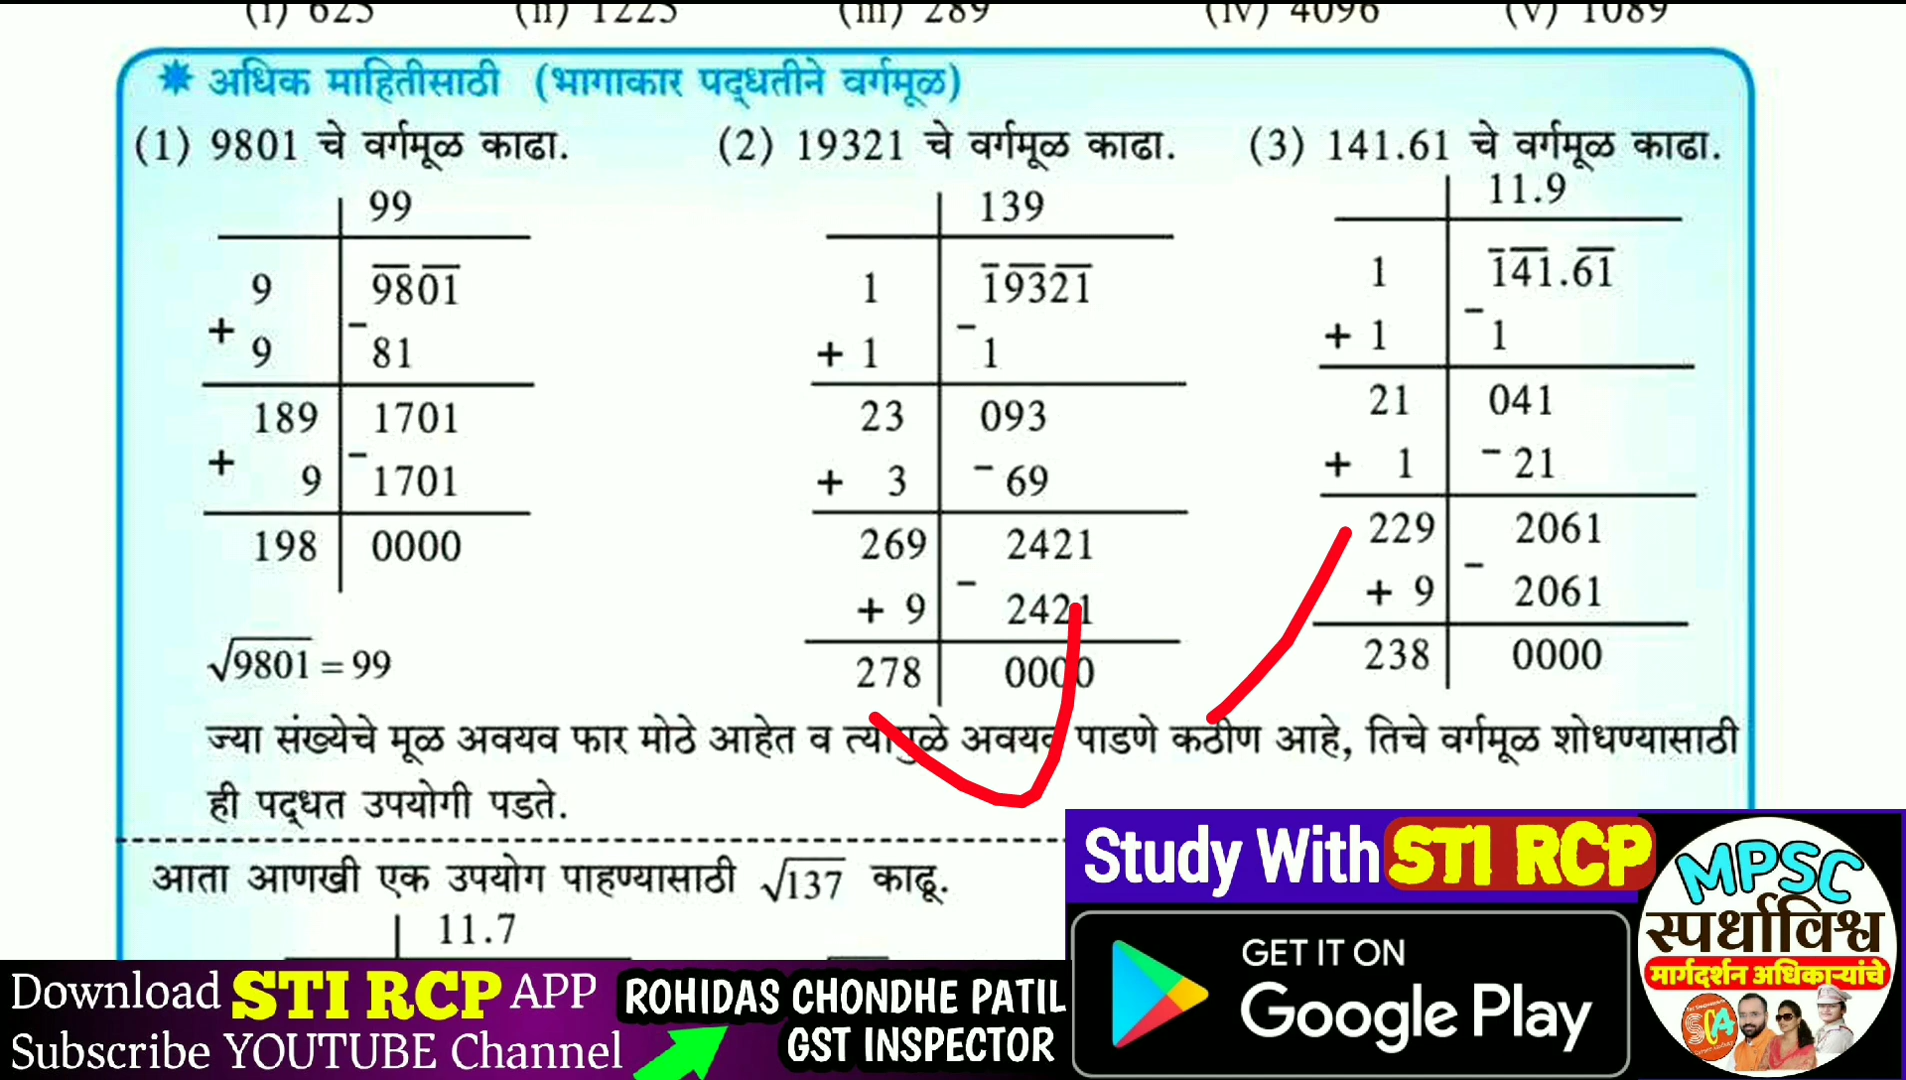 (i) 625 (ii) 1225 (iii) 289 (iv) 4096 (v) 1089
✷ अधिक माहितीसाठी (भागाकार पद्धतीने वर्गमूळ)
(1) 9801 चे वर्गमूळ काढा. (2) 19321 चे वर्गमूळ काढा. (3) 141.61 चे वर्गमूळ काढा.
99
9 9801
+ 9 - 81
189 1701
+ 9 - 1701
198 0000
√9801 = 99
139
1 19321
+ 1 - 1
23 093
+ 3 - 69
269 2421
+ 9 - 2421
278 0000
11.9
1 141.61
+ 1 - 1
21 041
+ 1 - 21
229 2061
+ 9 - 2061
238 0000
ज्या संख्येचे मूळ अवयव फार मोठे आहेत व त्यामुळे अवयव पाडणे कठीण आहे, तिचे वर्गमूळ शोधण्यासाठी
ही पद्धत उपयोगी पडते.
आता आणखी एक उपयोग पाहण्यासाठी √137 काढू.
11.7
Study With STI RCP
GET IT ON
Google Play
MPSC
स्पर्धाविश्व
मार्गदर्शन अधिकाऱ्यांचे
Download STI RCP APP
Subscribe YOUTUBE Channel
ROHIDAS CHONDHE PATIL
GST INSPECTOR